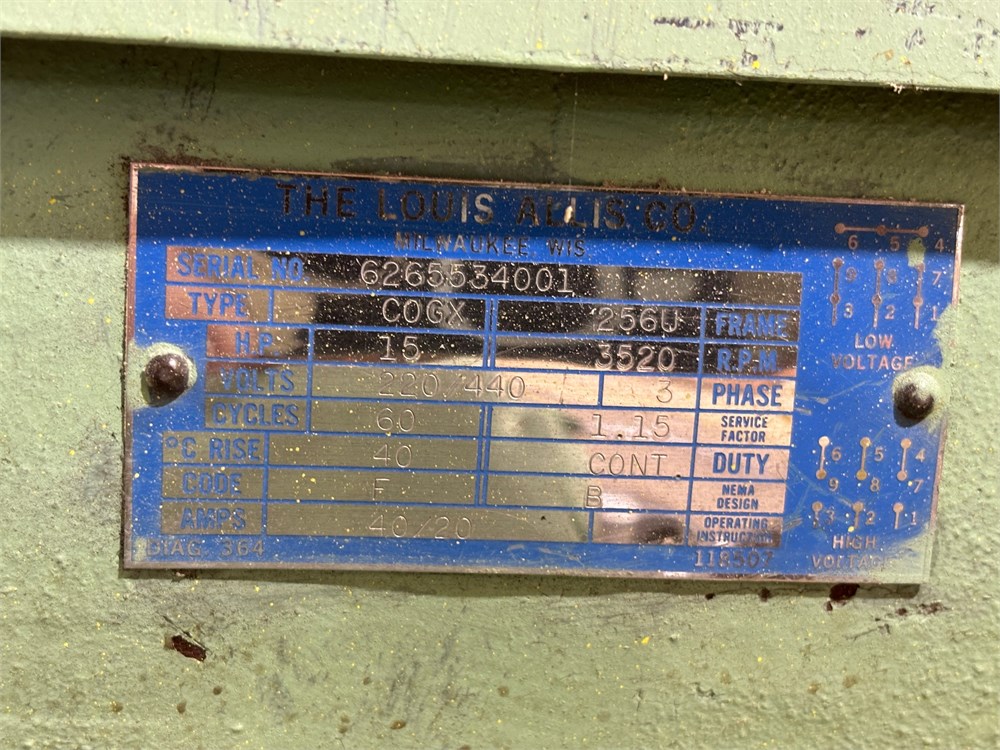 THE LOUIS ALLIS CO.
MILWAUKEE, WIS.
SERIAL NO 6265534001
TYPE COGX 256U FRAME
H.P. 15 3520 R.P.M
VOLTS 220/440 3 PHASE
CYCLES 60 1.15 SERVICE FACTOR
°C RISE 40 CONT. DUTY
CODE F B NEMA DESIGN
AMPS 40/20 OPERATING INSTRUCTION
DIAG 364
6 5 4
9 8 7
3 2 1
LOW
VOLTAGE
6 5 4
9 8 7
3 2 1
HIGH
VOLTAGE